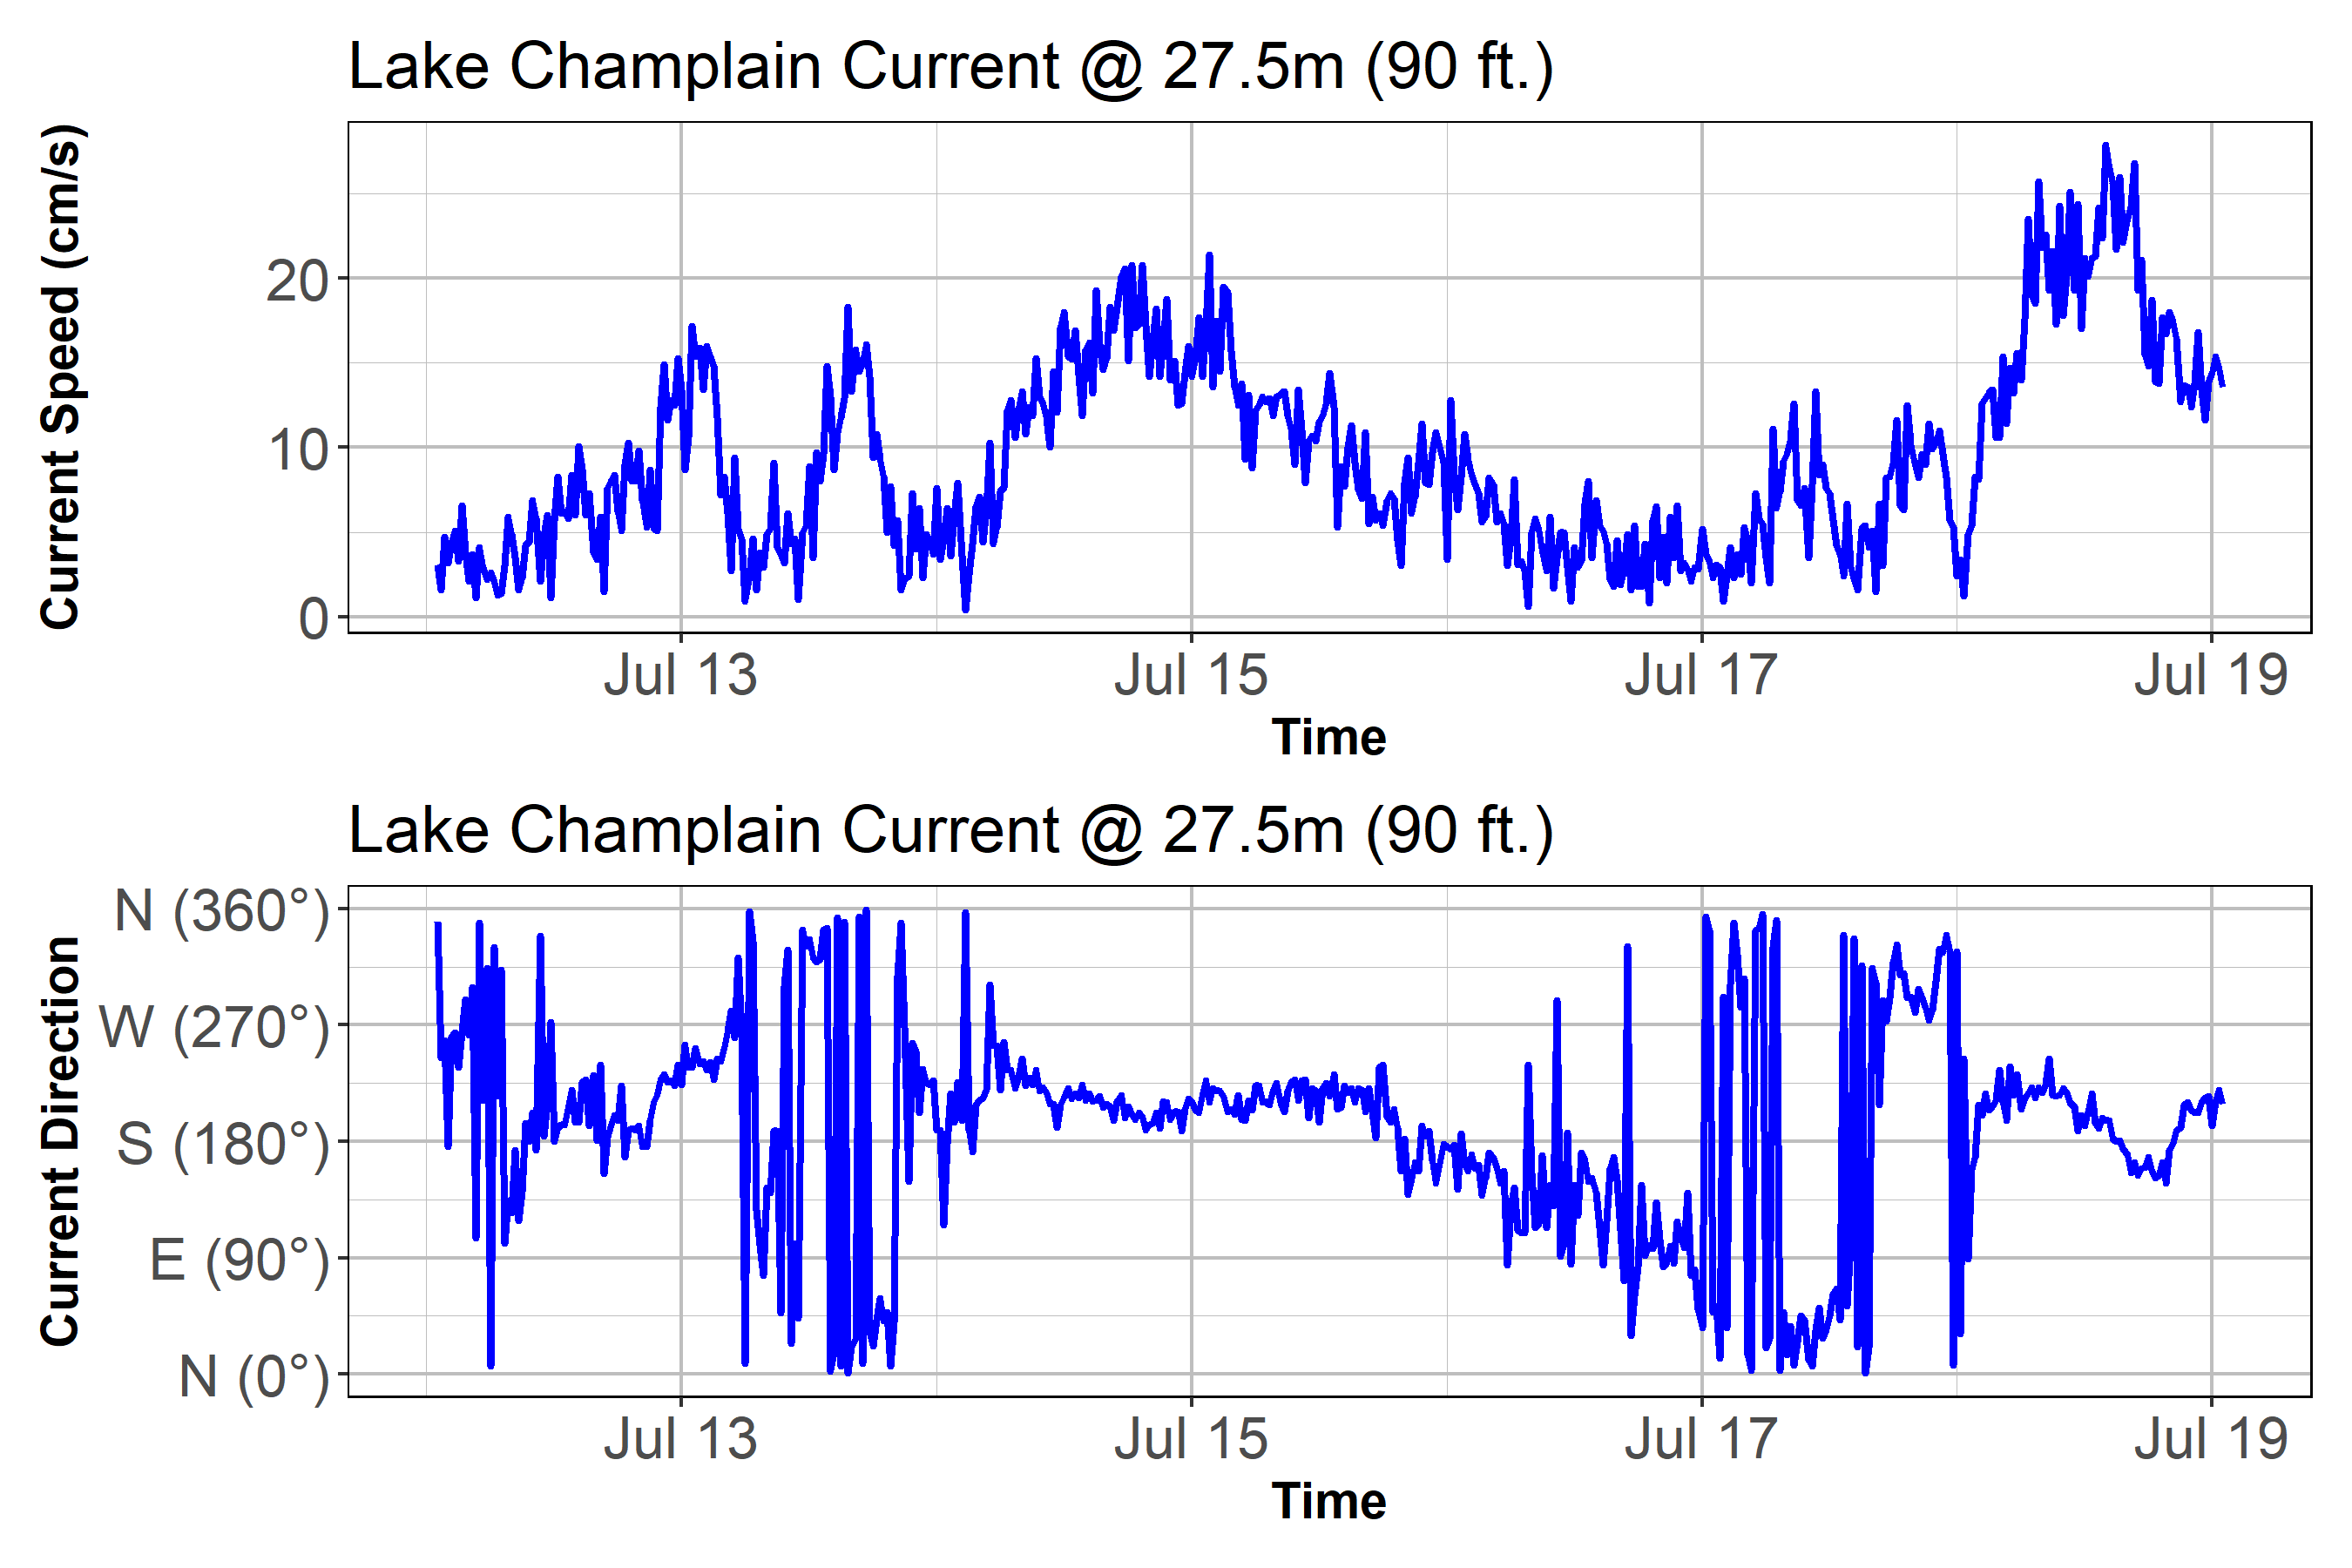 Lake Champlain Current @ 27.5m (90 ft.)
Current Speed (cm/s)
20
10
0
Jul 13 Jul 15 Jul 17 Jul 19
Time
Lake Champlain Current @ 27.5m (90 ft.)
Current Direction
N (360°)
W (270°)
S (180°)
E (90°)
N (0°)
Jul 13 Jul 15 Jul 17 Jul 19
Time